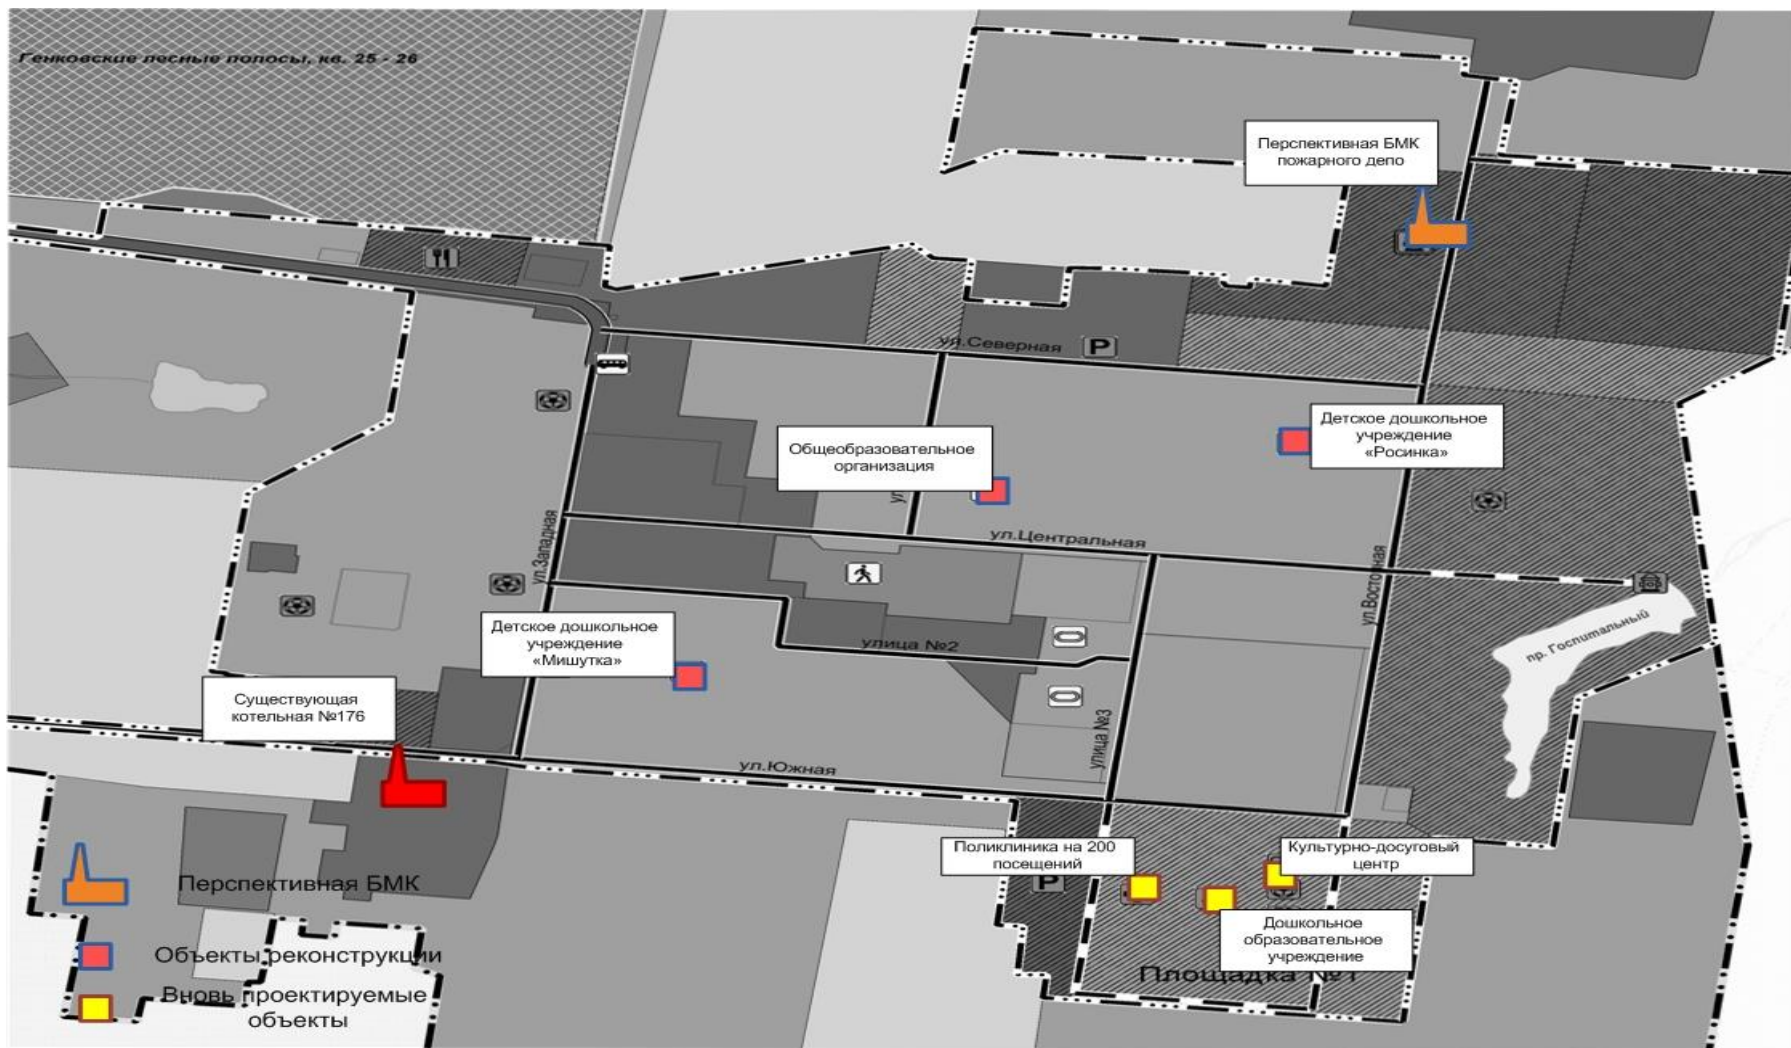 Генковские лесные полосы, кв. 25 - 26
Перспективная БМК
пожарного депо
ул.Северная
P
Детское дошкольное
учреждение
«Росинка»
Общеобразовательное
организация
ул.Центральная
ул.Западная
ул.Восточная
Детское дошкольное
учреждение
«Мишутка»
улица №2
пр. Госпитальный
Существующая
котельная №176
улица №3
ул.Южная
Поликлиника на 200
посещений
Культурно-досуговый
центр
P
Дошкольное
образовательное
учреждение
Площадка №1
Перспективная БМК
Объекты реконструкции
Вновь проектируемые
объекты